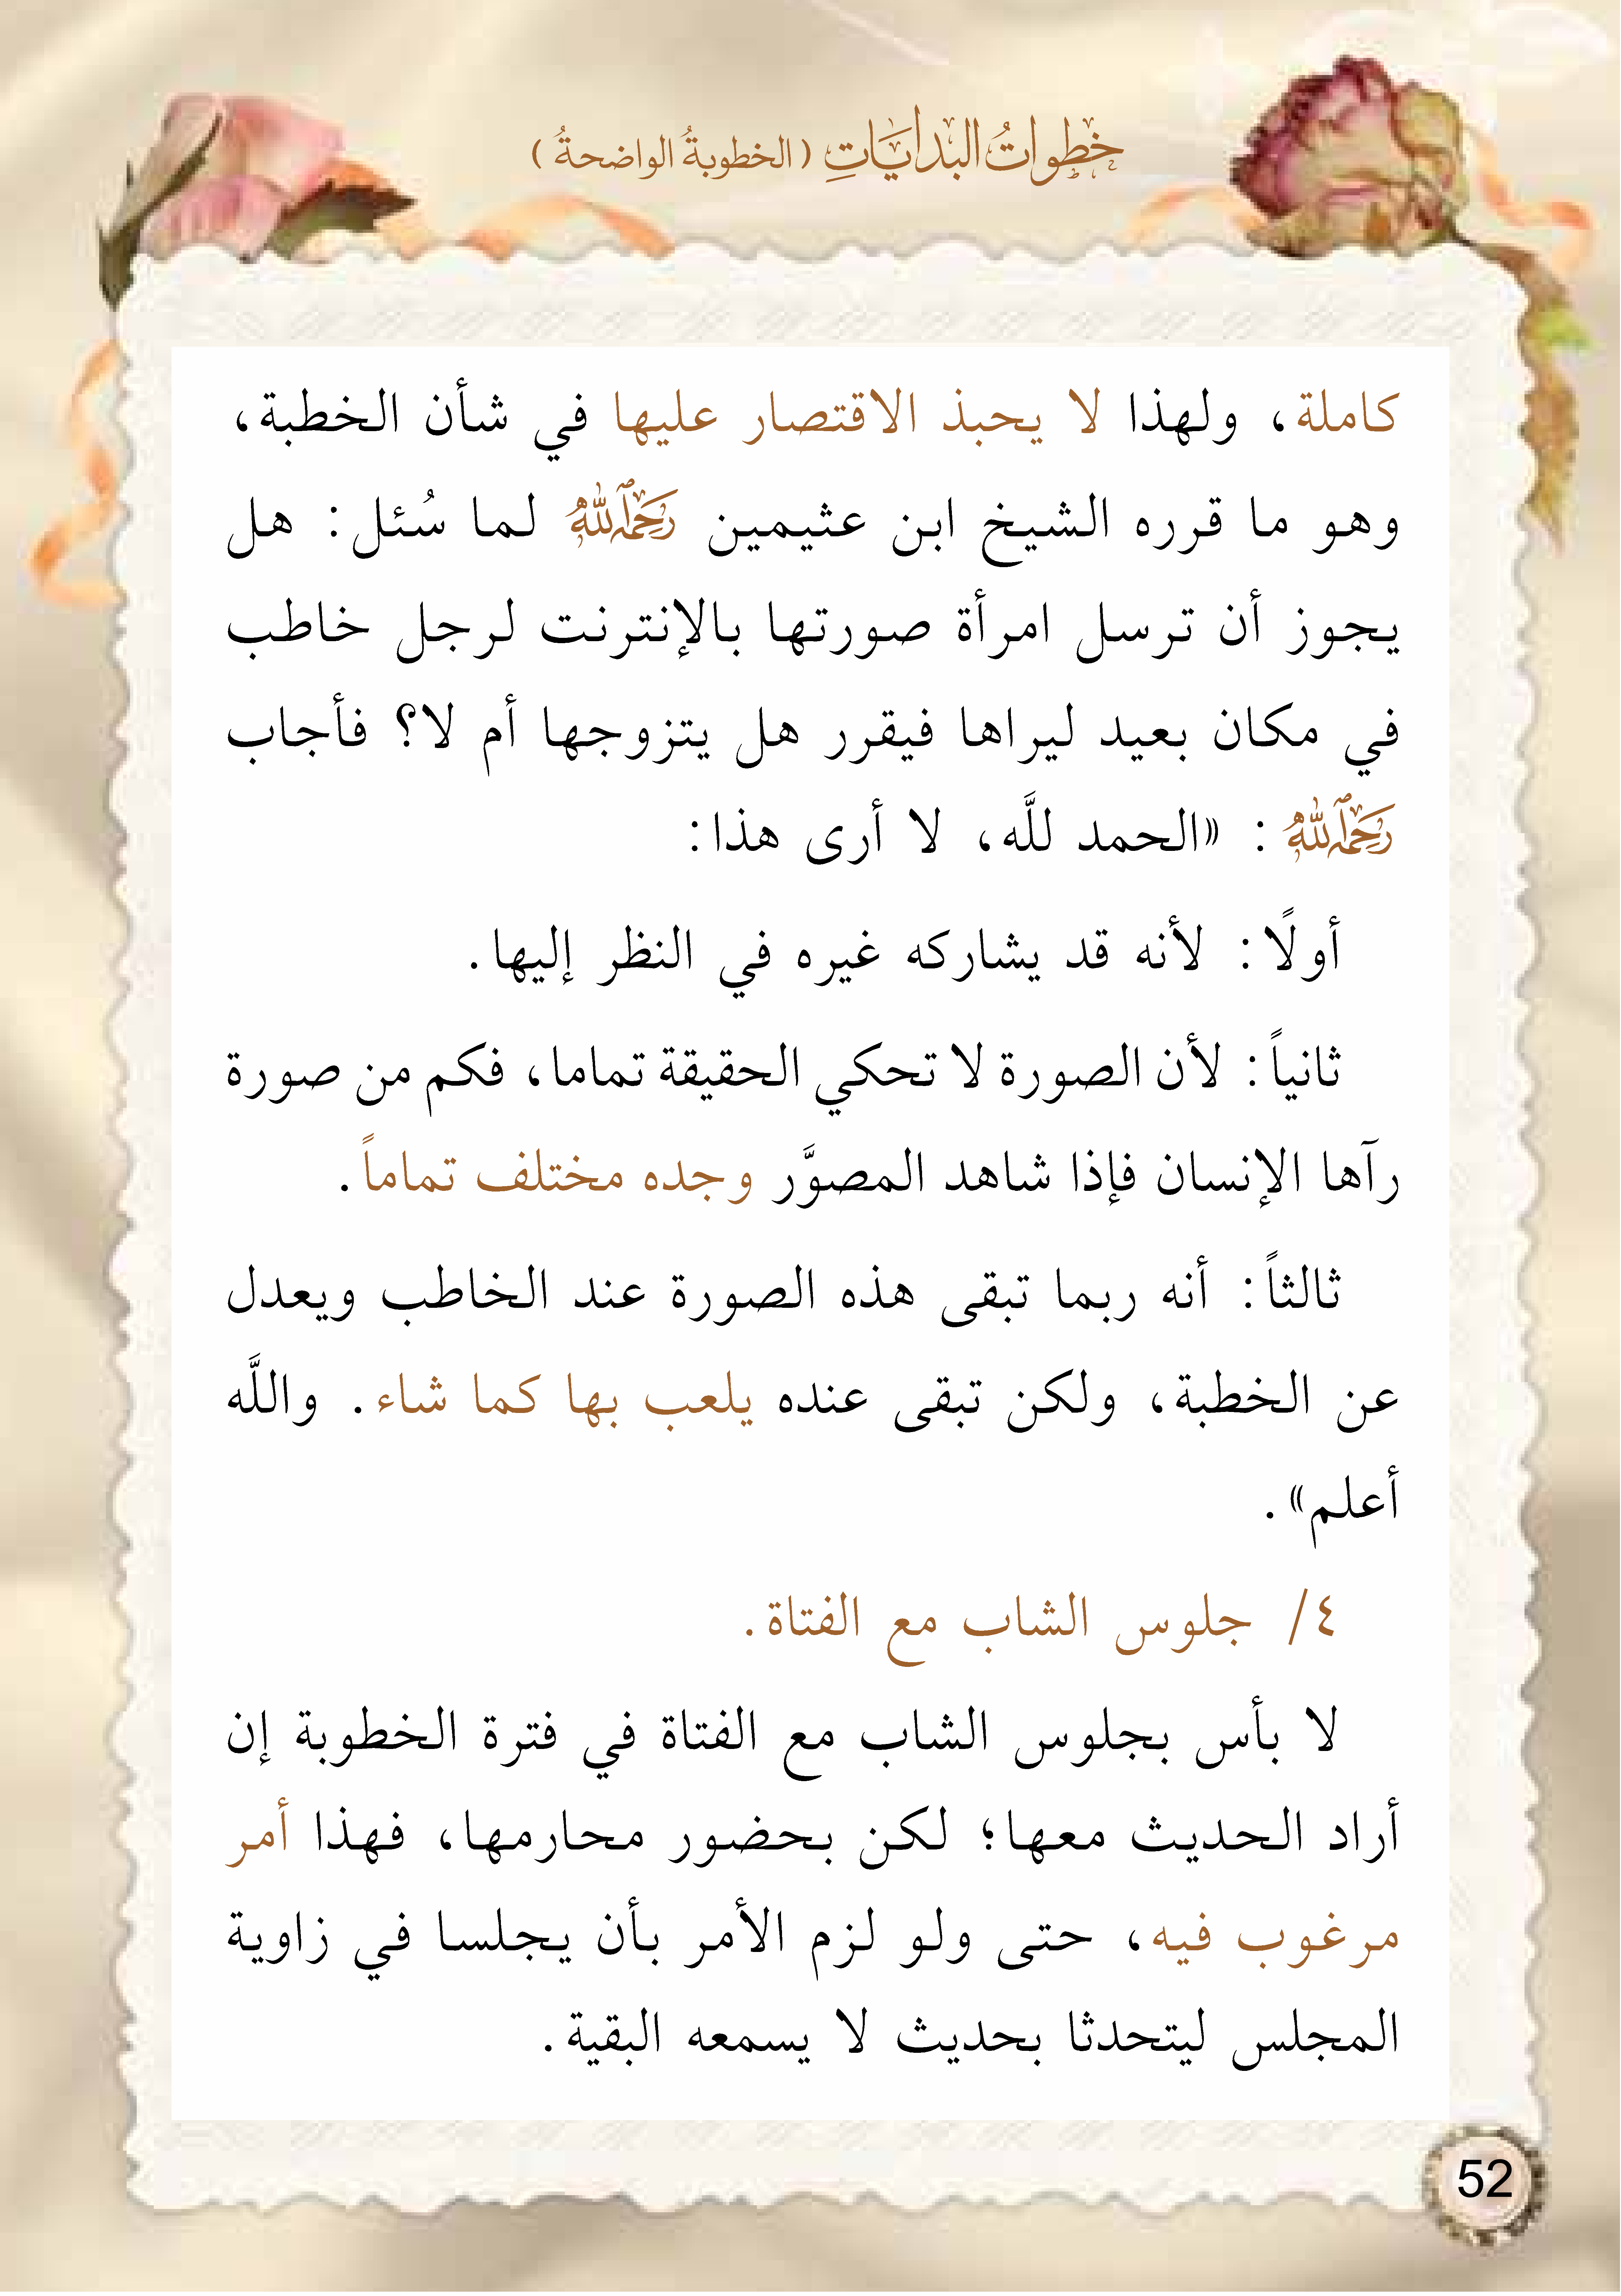 خطواتُ البدايَاتِ (الخطوبةُ الواضحةُ)
كاملة، ولهذا لا يحبذ الاقتصار عليها في شأن الخطبة،
وهو ما قرره الشيخ ابن عثيمين رَحِمَهُ ٱللَّهُ لما سُئل: هل
يجوز أن ترسل امرأة صورتها بالإنترنت لرجل خاطب
في مكان بعيد ليراها فيقرر هل يتزوجها أم لا؟ فأجاب
رَحِمَهُ ٱللَّهُ: «الحمد للَّه، لا أرى هذا:
أولًا: لأنه قد يشاركه غيره في النظر إليها.
ثانياً: لأن الصورة لا تحكي الحقيقة تماما، فكم من صورة
رآها الإنسان فإذا شاهد المصوَّر وجده مختلف تماماً.
ثالثاً: أنه ربما تبقى هذه الصورة عند الخاطب ويعدل
عن الخطبة، ولكن تبقى عنده يلعب بها كما شاء. واللَّه
أعلم».
٤/ جلوس الشاب مع الفتاة.
لا بأس بجلوس الشاب مع الفتاة في فترة الخطوبة إن
أراد الحديث معها؛ لكن بحضور محارمها، فهذا أمر
مرغوب فيه، حتى ولو لزم الأمر بأن يجلسا في زاوية
المجلس ليتحدثا بحديث لا يسمعه البقية.
52